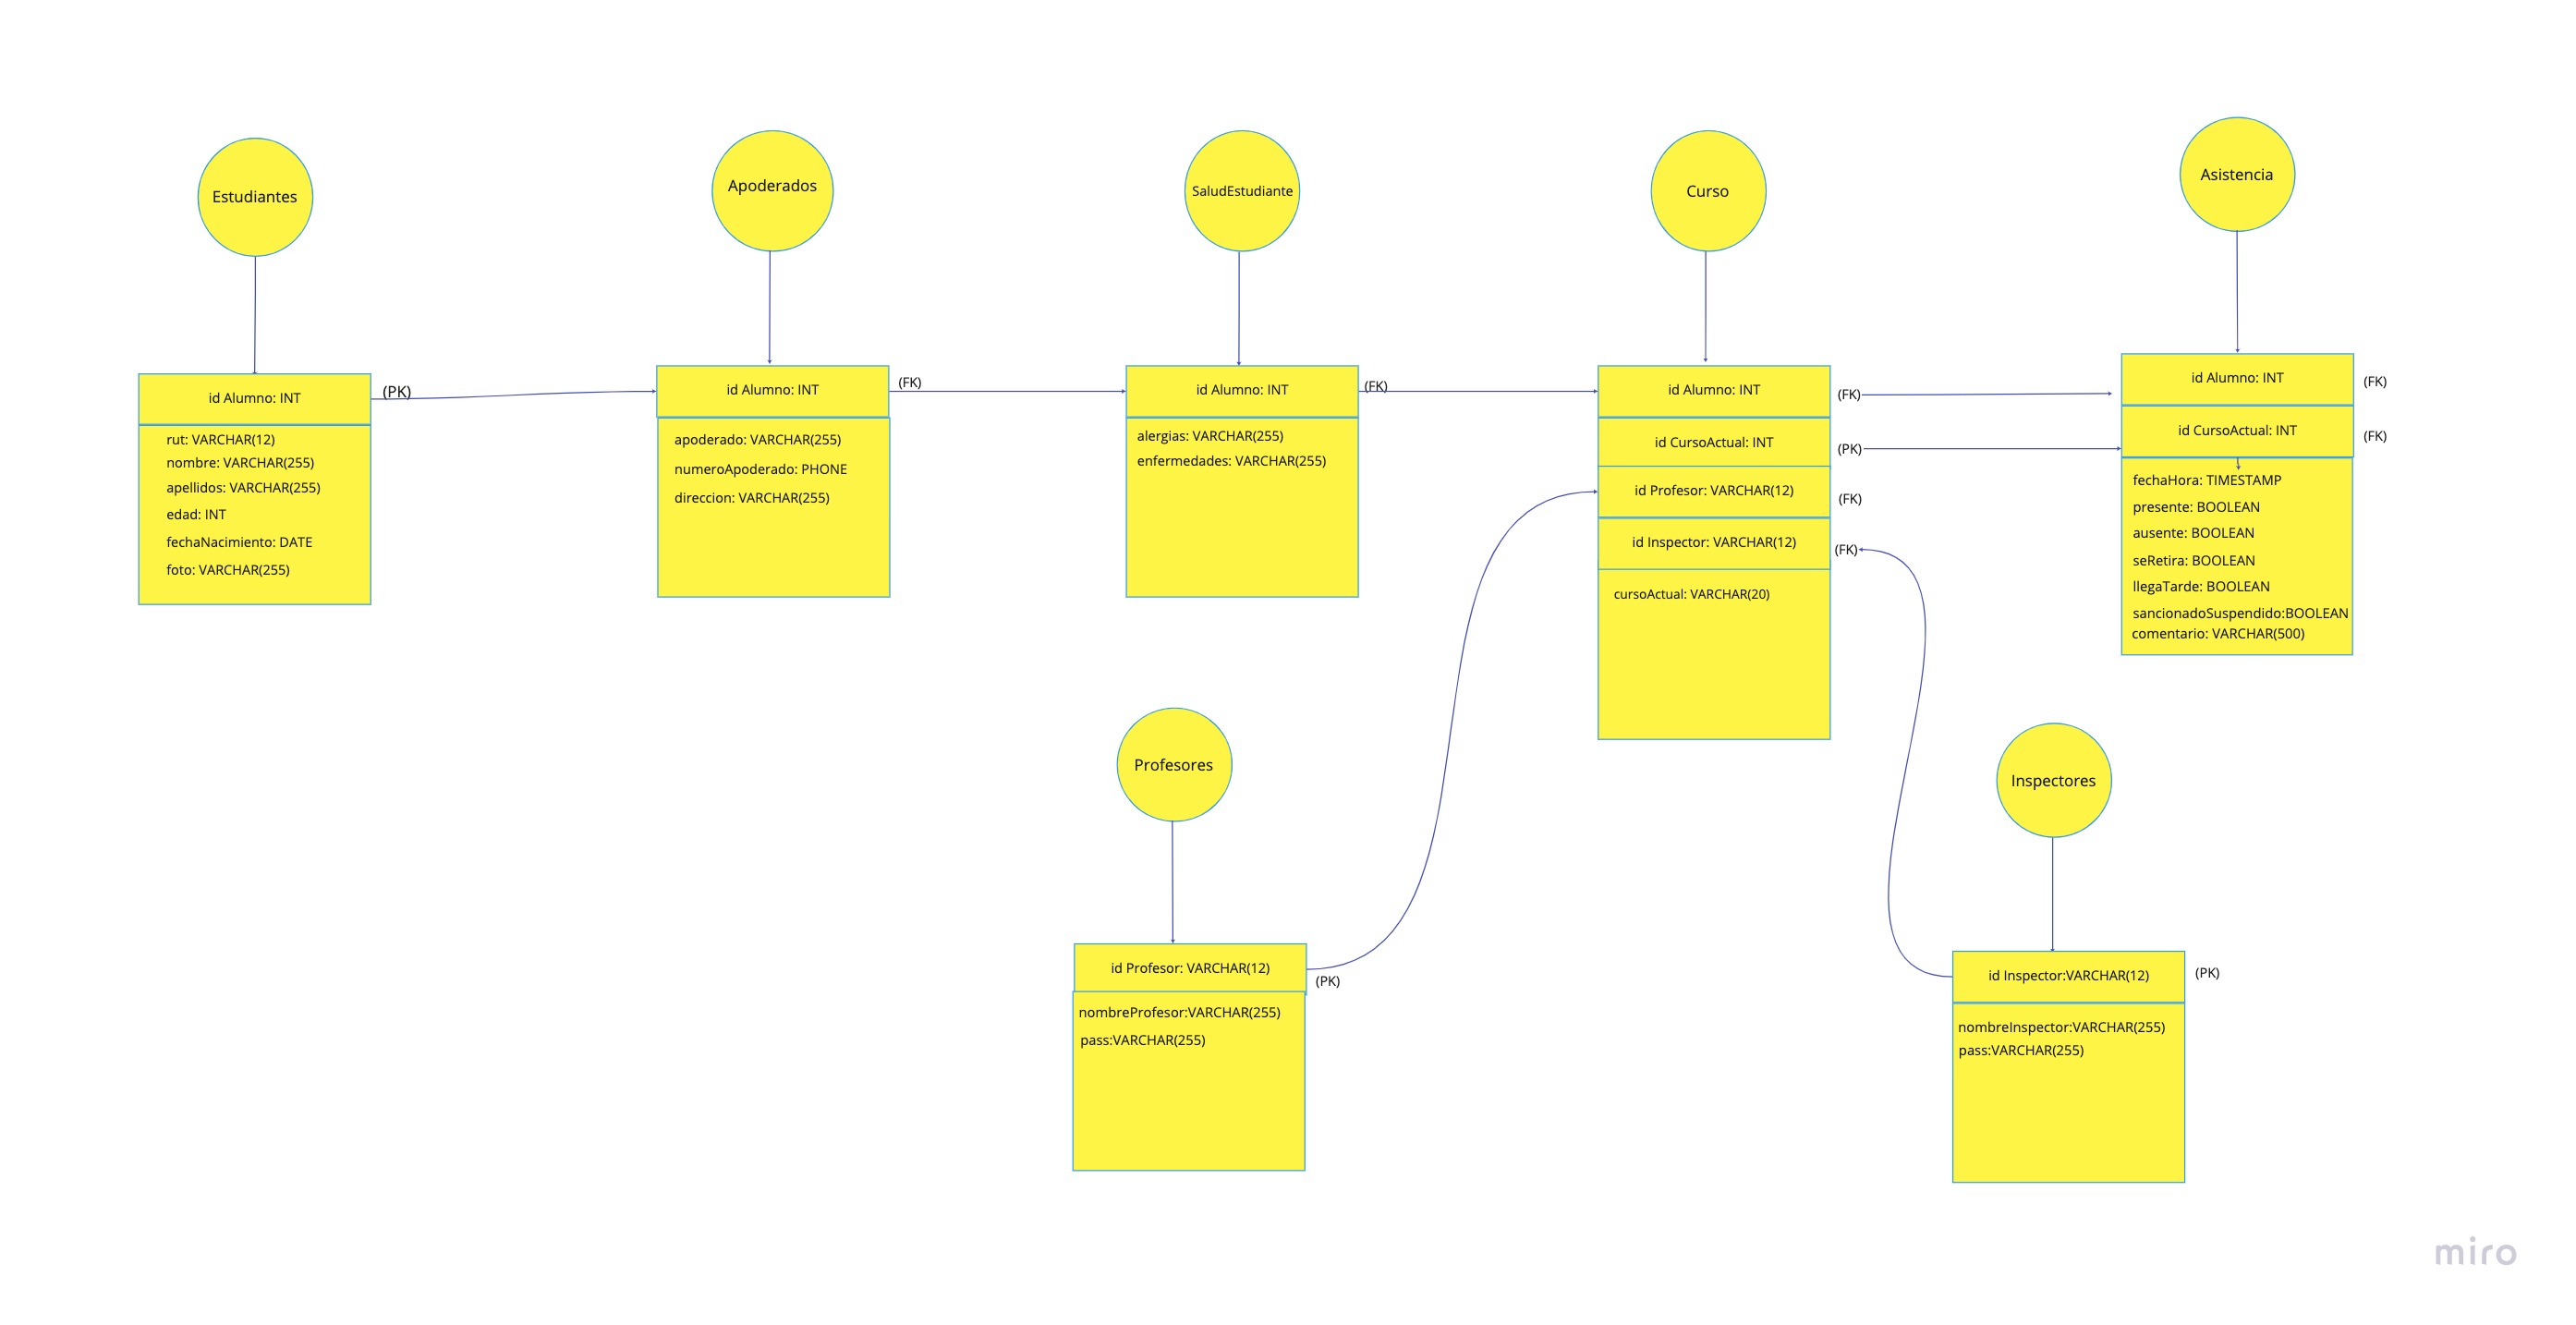 Estudiantes
Apoderados
SaludEstudiante
Curso
Asistencia
id Alumno: INT
(PK)
rut: VARCHAR(12)
nombre: VARCHAR(255)
apellidos: VARCHAR(255)
edad: INT
fechaNacimiento: DATE
foto: VARCHAR(255)
id Alumno: INT
(FK)
apoderado: VARCHAR(255)
numeroApoderado: PHONE
direccion: VARCHAR(255)
id Alumno: INT
(FK)
alergias: VARCHAR(255)
enfermedades: VARCHAR(255)
id Alumno: INT
(FK)
id CursoActual: INT
(PK)
id Profesor: VARCHAR(12)
(FK)
id Inspector: VARCHAR(12)
(FK)
cursoActual: VARCHAR(20)
id Alumno: INT
(FK)
id CursoActual: INT
(FK)
fechaHora: TIMESTAMP
presente: BOOLEAN
ausente: BOOLEAN
seRetira: BOOLEAN
llegaTarde: BOOLEAN
sancionadoSuspendido:BOOLEAN
comentario: VARCHAR(500)
Profesores
id Profesor: VARCHAR(12)
(PK)
nombreProfesor:VARCHAR(255)
pass:VARCHAR(255)
Inspectores
id Inspector:VARCHAR(12)
(PK)
nombreInspector:VARCHAR(255)
pass:VARCHAR(255)
miro